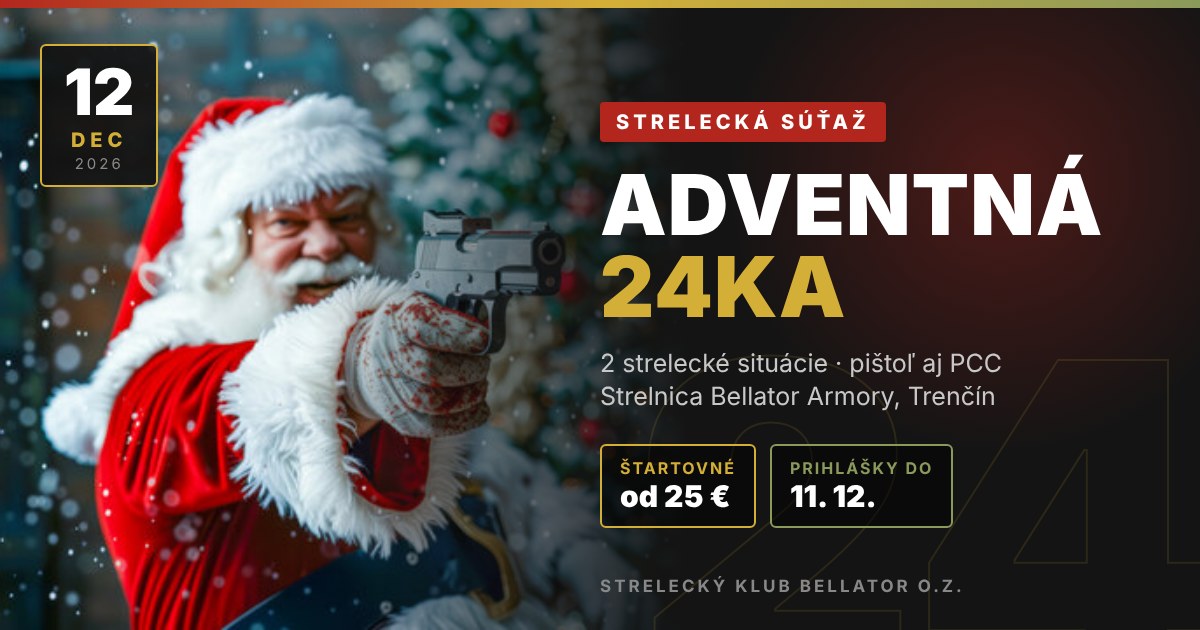 12
DEC
2026
STRELECKÁ SÚŤAŽ
ADVENTNÁ
24KA
2 strelecké situácie · pištoľ aj PCC
Strelnica Bellator Armory, Trenčín
ŠTARTOVNÉ
od 25 €
PRIHLÁŠKY DO
11. 12.
STRELECKÝ KLUB BELLATOR O.Z.
24